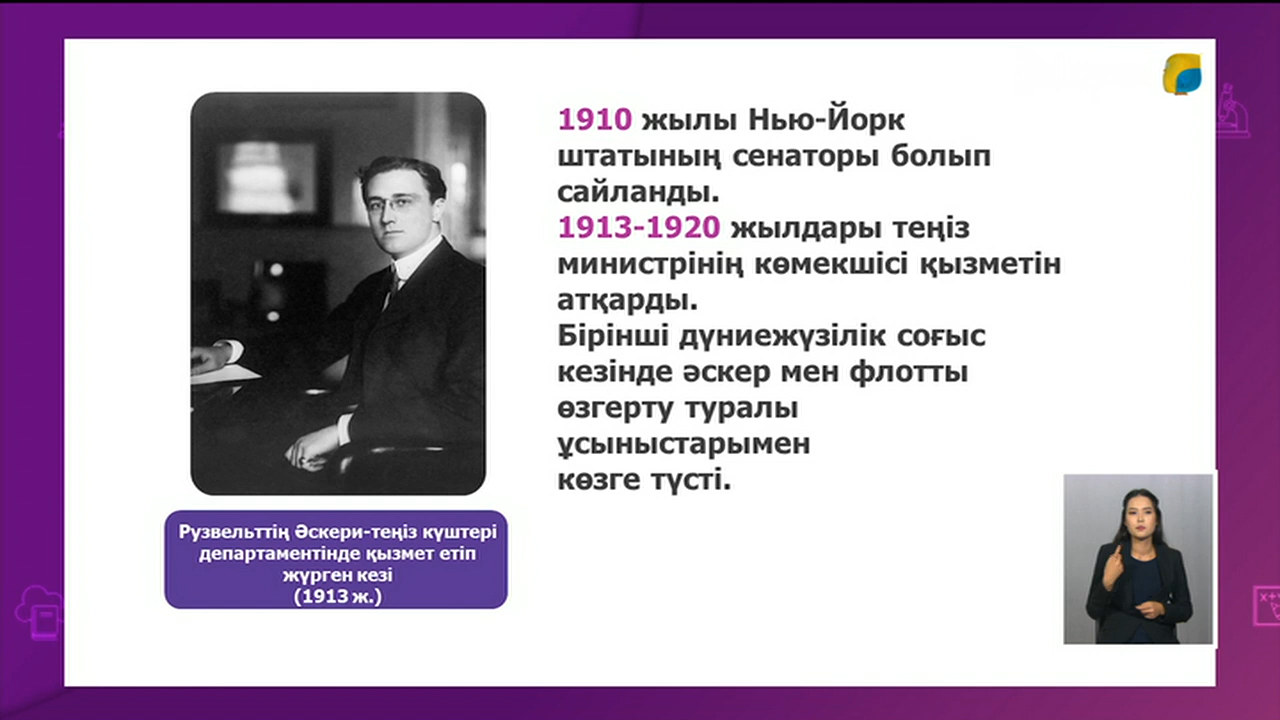 1910 жылы Нью-Йорк
штатының сенаторы болып
сайланды.
1913-1920 жылдары теңіз
министрінің көмекшісі қызметін
атқарды.
Бірінші дүниежүзілік соғыс
кезінде әскер мен флотты
өзгерту туралы
ұсыныстарымен
көзге түсті.
Рузвельттің Әскери-теңіз күштері
департаментінде қызмет етіп
жүрген кезі
(1913 ж.)